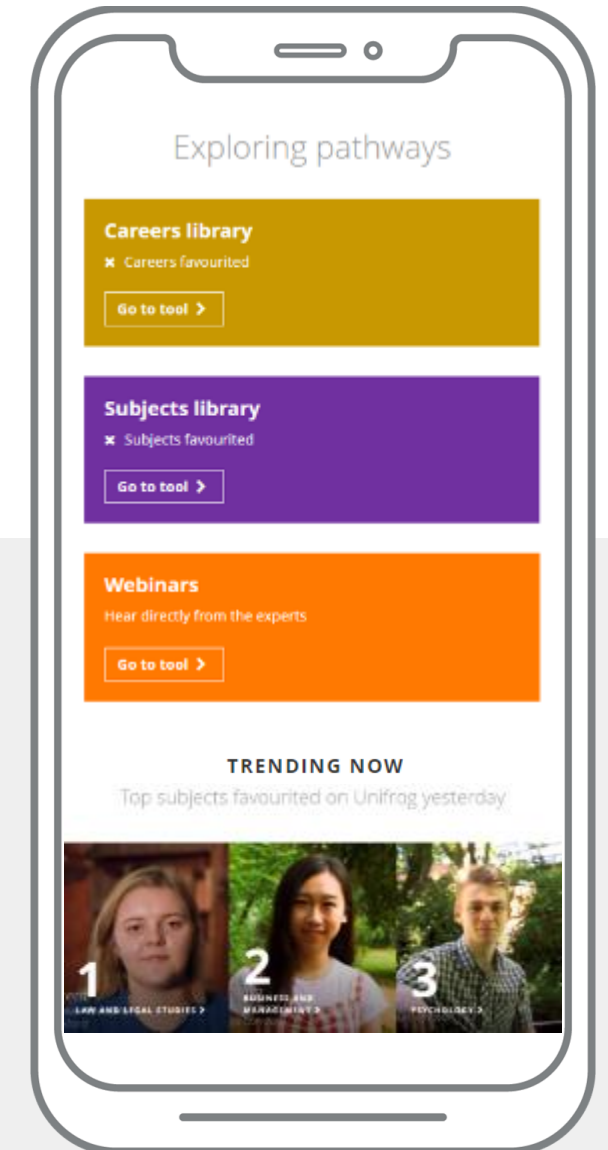 Exploring pathways
Careers library
✖ Careers favourited
Go to tool >
Subjects library
✖ Subjects favourited
Go to tool >
Webinars
Hear directly from the experts
Go to tool >
TRENDING NOW
Top subjects favourited on Unifrog yesterday
1
LAW AND LEGAL STUDIES >
2
BUSINESS AND
MANAGEMENT >
3
PSYCHOLOGY >